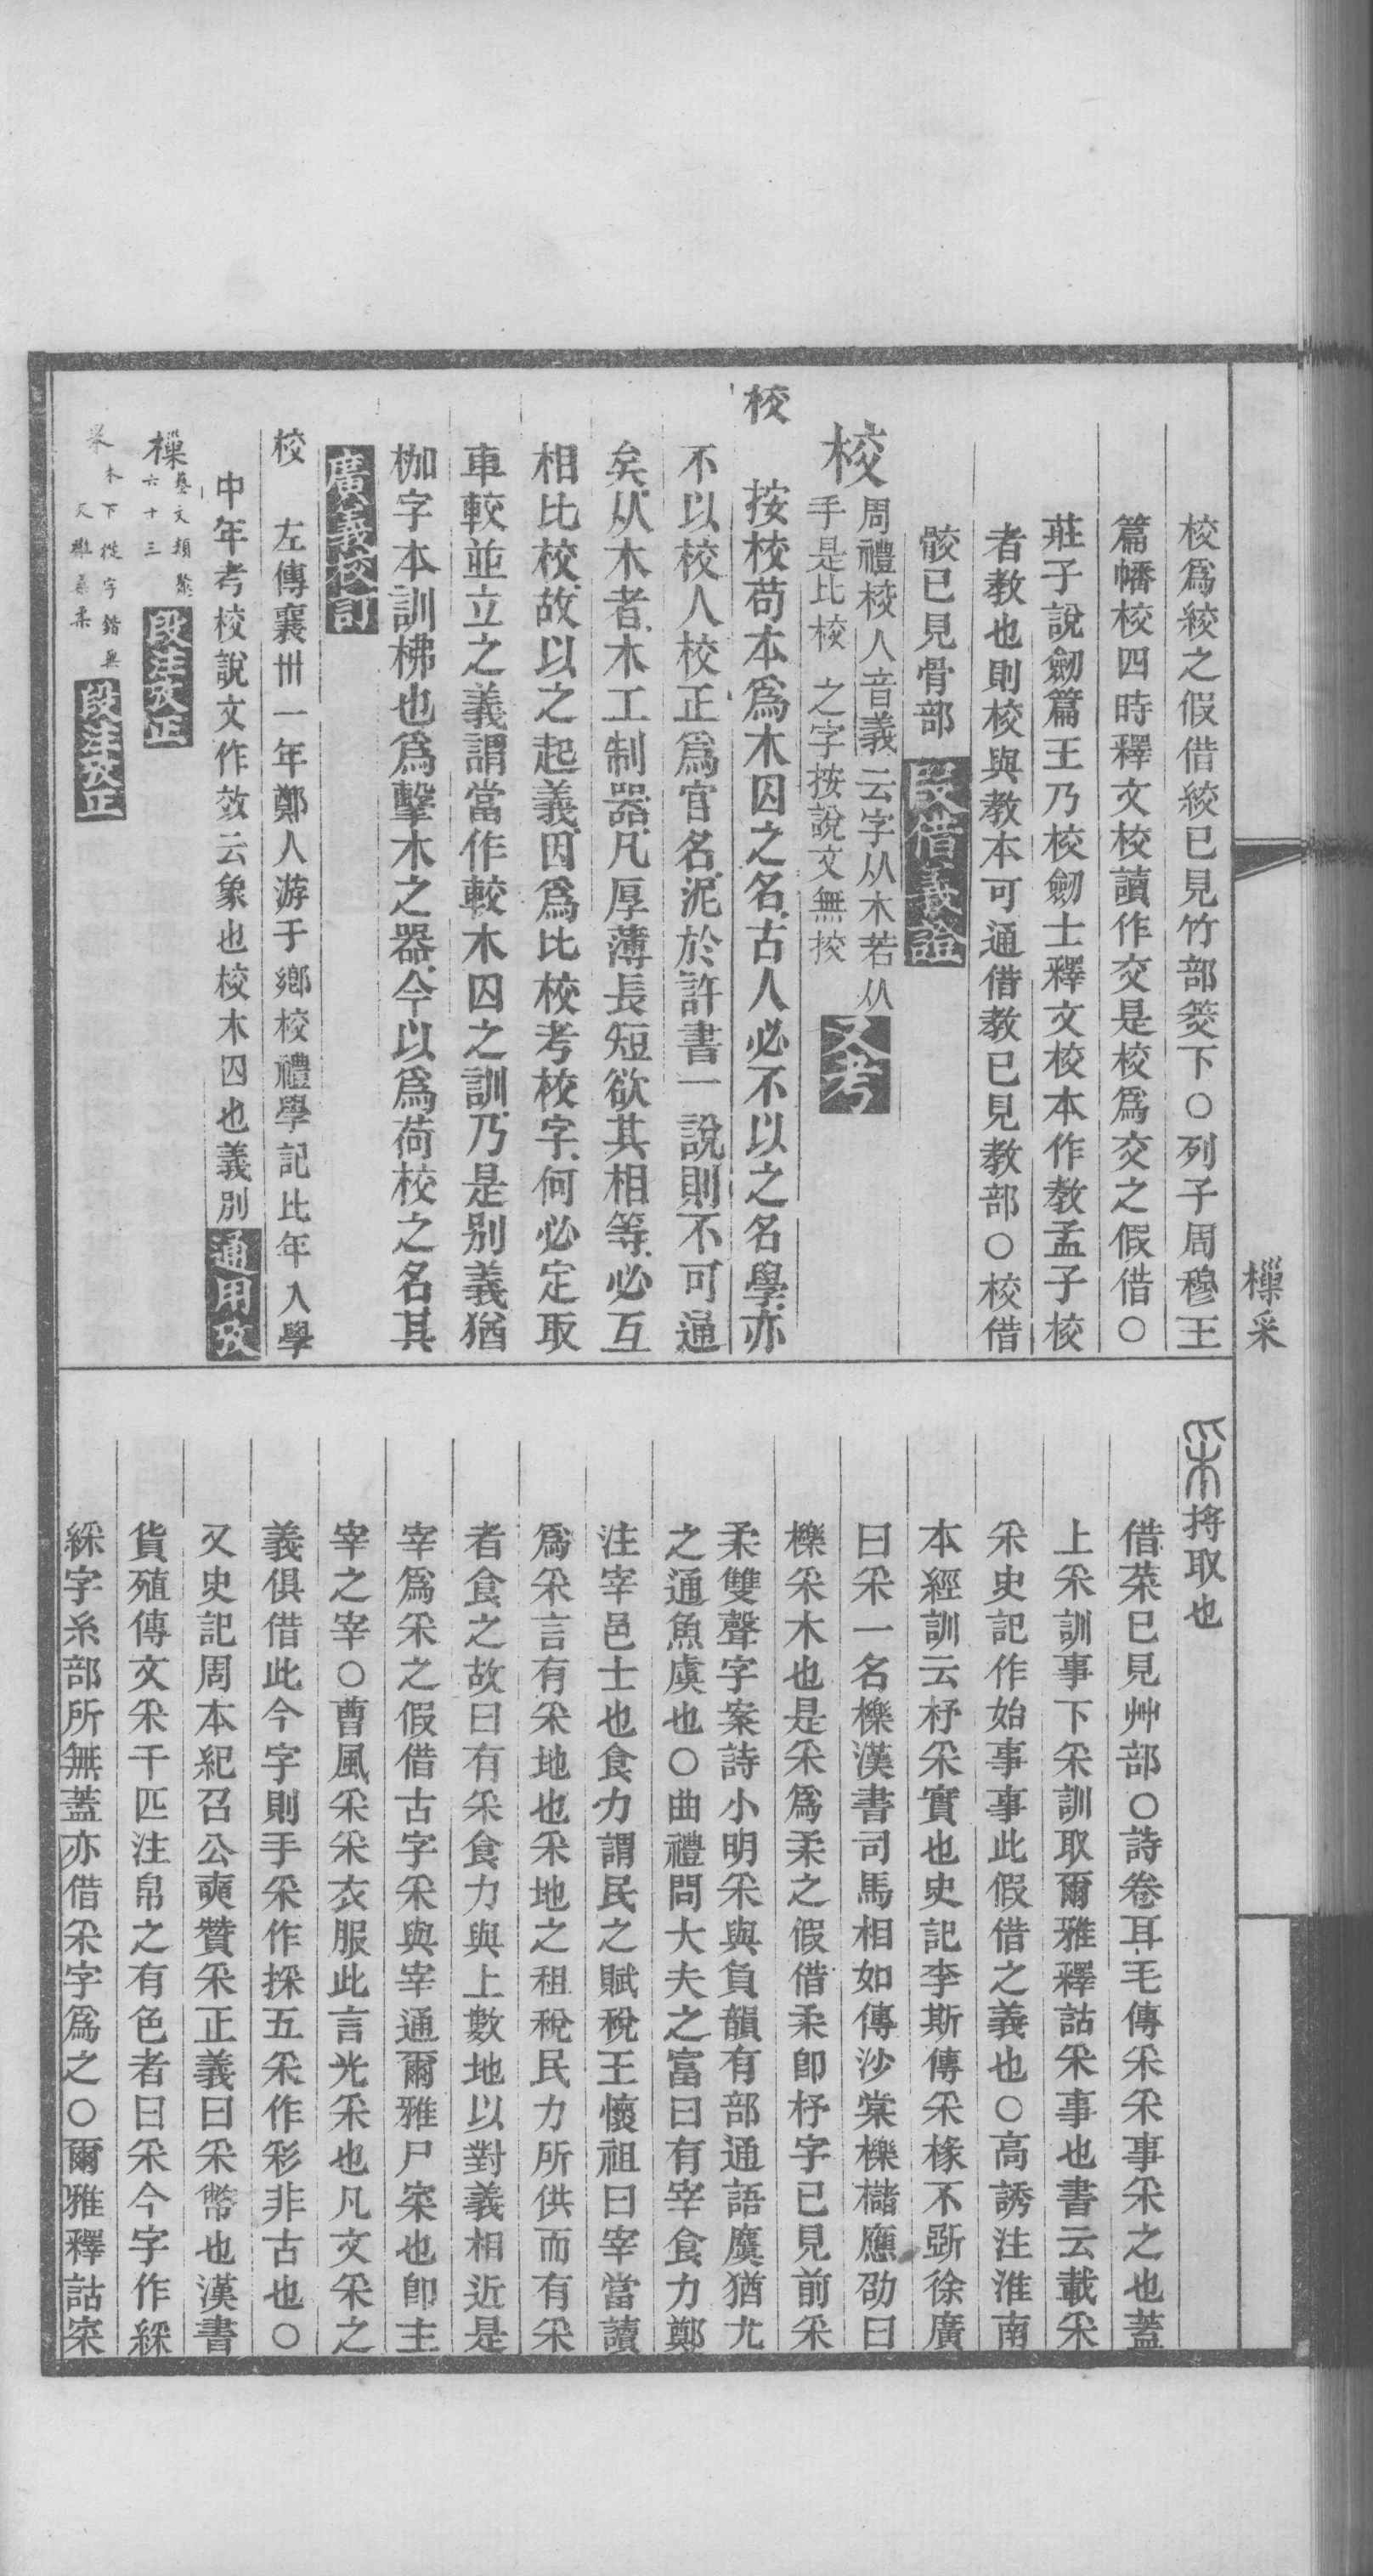 樔采
校爲絞之假借絞已見竹部筊下○列子周穆王
篇幡校四時釋文校讀作交是校爲交之假借○
莊子說劒篇王乃校劒士釋文校本作敎孟子校
者敎也則校與敎本可通借敎已見敎部○校借
骹已見骨部 叚借義證
校
周禮校人音義云字从木若从
手是比校之字按說文無挍
又考
校
按校苟本爲木囚之名古人必不以之名學亦
不以校人校正爲官名泥於許書一說則不可通
矣从木者木工制器凡厚薄長短欲其相等必互
相比校故以之起義因爲比校考校字何必定取
車較並立之義謂當作較木囚之訓乃是別義猶
枷字本訓柫也爲擊木之器今以爲荷校之名其
廣義校訂
校 左傳襄卅一年鄭人游于鄉校禮學記比年入學
中年考校說文作效云象也校木囚也義別 通用攷
樔
藝文類聚
六十三
段注攷正
采
木下從字鍇無
段注攷正
采 捋取也
借菜已見艸部○詩卷耳毛傳采采事采之也蓋
上采訓事下采訓取爾雅釋詁采事也書云載采
采史記作始事事此假借之義也○高誘注淮南
本經訓云杼采實也史記李斯傳采椽不斲徐廣
曰采一名櫟漢書司馬相如傳沙棠櫟櫧應劭曰
櫟采木也是采爲柔之假借柔卽杼字已見前采
柔雙聲字案詩小明采與負韻有部通語麌猶尤
之通魚虞也○曲禮問大夫之富曰有宰食力鄭
注宰邑士也食力謂民之賦稅王懷祖曰宰當讀
爲采言有采地也采地之租稅民力所供而有采
者食之故曰有采食力與上數地以對義相近是
宰爲采之假借古字采與宰通爾雅尸寀也卽主
宰之宰○曹風采采衣服此言光采也凡文采之
義俱借此今字則手采作採五采作彩非古也○
又史記周本紀召公奭贊采正義曰采幣也漢書
貨殖傳文采千匹注帛之有色者曰采今字作綵
綵字糸部所無蓋亦借采字爲之○爾雅釋詁寀